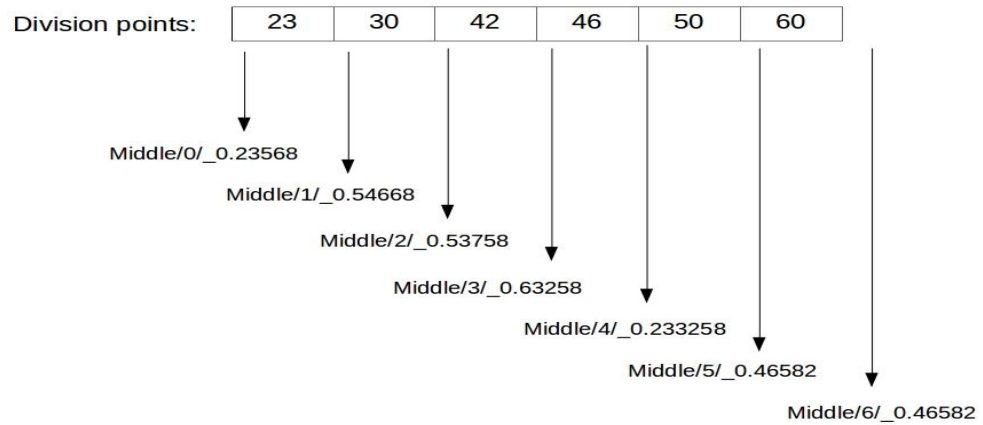 Division points: 23 30 42 46 50 60
Middle/0/_0.23568
Middle/1/_0.54668
Middle/2/_0.53758
Middle/3/_0.63258
Middle/4/_0.233258
Middle/5/_0.46582
Middle/6/_0.46582